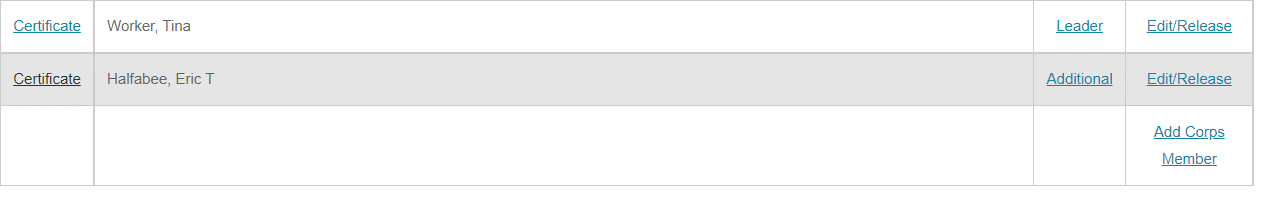 Certificate Worker, Tina Leader Edit/Release
Certificate Halfabee, Eric T Additional Edit/Release
Add Corps
Member